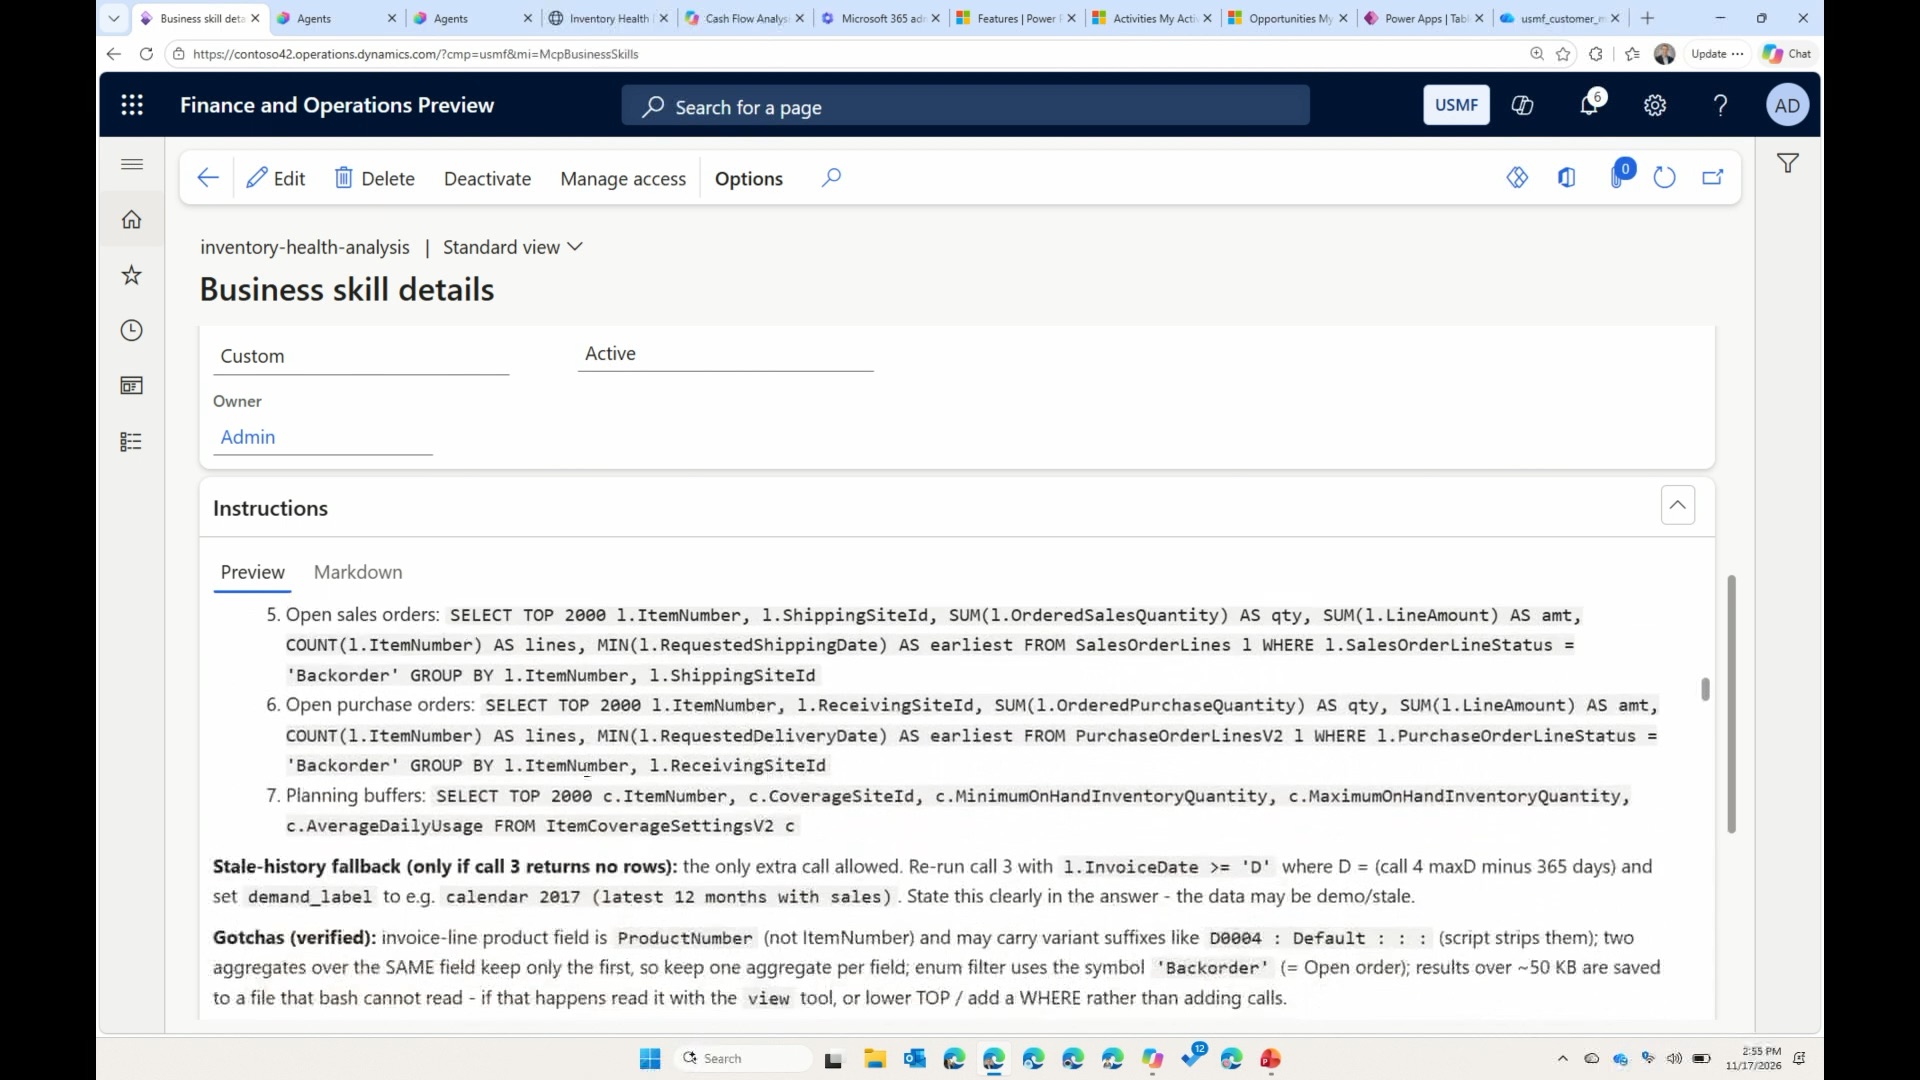 Business skill deta
Agents
Agents
Inventory Health
Cash Flow Analys
Microsoft 365 ad
Features | Power
Activities My Acti
Opportunities My
Power Apps | Tab
usmf_customer_m
https://contoso42.operations.dynamics.com/?cmp=usmf&mi=McpBusinessSkills
Update
Chat
Finance and Operations Preview
Search for a page
USMF
6
AD
Edit
Delete
Deactivate
Manage access
Options
0
inventory-health-analysis | Standard view
Business skill details
Custom
Active
Owner
Admin
Instructions
Preview
Markdown
5. Open sales orders: SELECT TOP 2000 l.ItemNumber, l.ShippingSiteId, SUM(l.OrderedSalesQuantity) AS qty, SUM(l.LineAmount) AS amt,
COUNT(l.ItemNumber) AS lines, MIN(l.RequestedShippingDate) AS earliest FROM SalesOrderLines l WHERE l.SalesOrderLineStatus =
'Backorder' GROUP BY l.ItemNumber, l.ShippingSiteId
6. Open purchase orders: SELECT TOP 2000 l.ItemNumber, l.ReceivingSiteId, SUM(l.OrderedPurchaseQuantity) AS qty, SUM(l.LineAmount) AS amt,
COUNT(l.ItemNumber) AS lines, MIN(l.RequestedDeliveryDate) AS earliest FROM PurchaseOrderLinesV2 l WHERE l.PurchaseOrderLineStatus =
'Backorder' GROUP BY l.ItemNumber, l.ReceivingSiteId
7. Planning buffers: SELECT TOP 2000 c.ItemNumber, c.CoverageSiteId, c.MinimumOnHandInventoryQuantity, c.MaximumOnHandInventoryQuantity,
c.AverageDailyUsage FROM ItemCoverageSettingsV2 c
Stale-history fallback (only if call 3 returns no rows): the only extra call allowed. Re-run call 3 with l.InvoiceDate >= 'D' where D = (call 4 maxD minus 365 days) and
set demand_label to e.g. calendar 2017 (latest 12 months with sales) . State this clearly in the answer - the data may be demo/stale.
Gotchas (verified): invoice-line product field is ProductNumber (not ItemNumber) and may carry variant suffixes like D0004 : Default : : : (script strips them); two
aggregates over the SAME field keep only the first, so keep one aggregate per field; enum filter uses the symbol 'Backorder' (= Open order); results over ~50 KB are saved
to a file that bash cannot read - if that happens read it with the view tool, or lower TOP / add a WHERE rather than adding calls.
Search
12
2:55 PM
11/17/2026